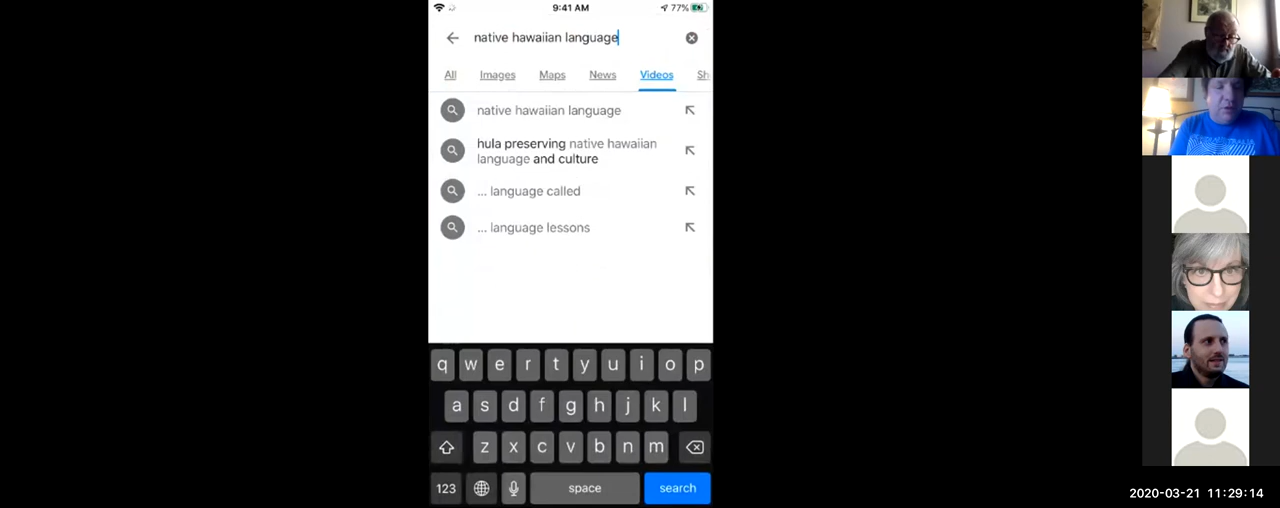 9:41 AM
77%
native hawaiian language
All Images Maps News Videos Sh
native hawaiian language
hula preserving native hawaiian
language and culture
... language called
... language lessons
q w e r t y u i o p
a s d f g h j k l
z x c v b n m
123 space search
2020-03-21 11:29:14